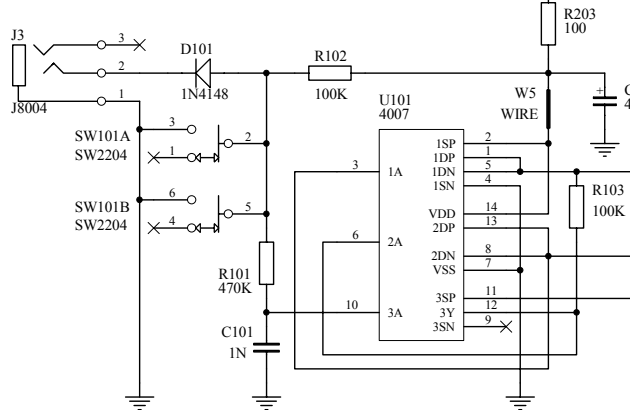 R203
100
J3
3
D101
2
R102
1N4148
100K
W5
WIRE
C
4
1
J8004
U101
4007
SW101A
SW2204
3
1
2
3
1A
1SP
2
1DP
1
1DN
5
1SN
4
R103
100K
SW101B
SW2204
6
4
5
6
2A
VDD
14
2DP
13
2DN
8
VSS
7
R101
470K
10
3A
3SP
11
3Y
12
3SN
9
C101
1N